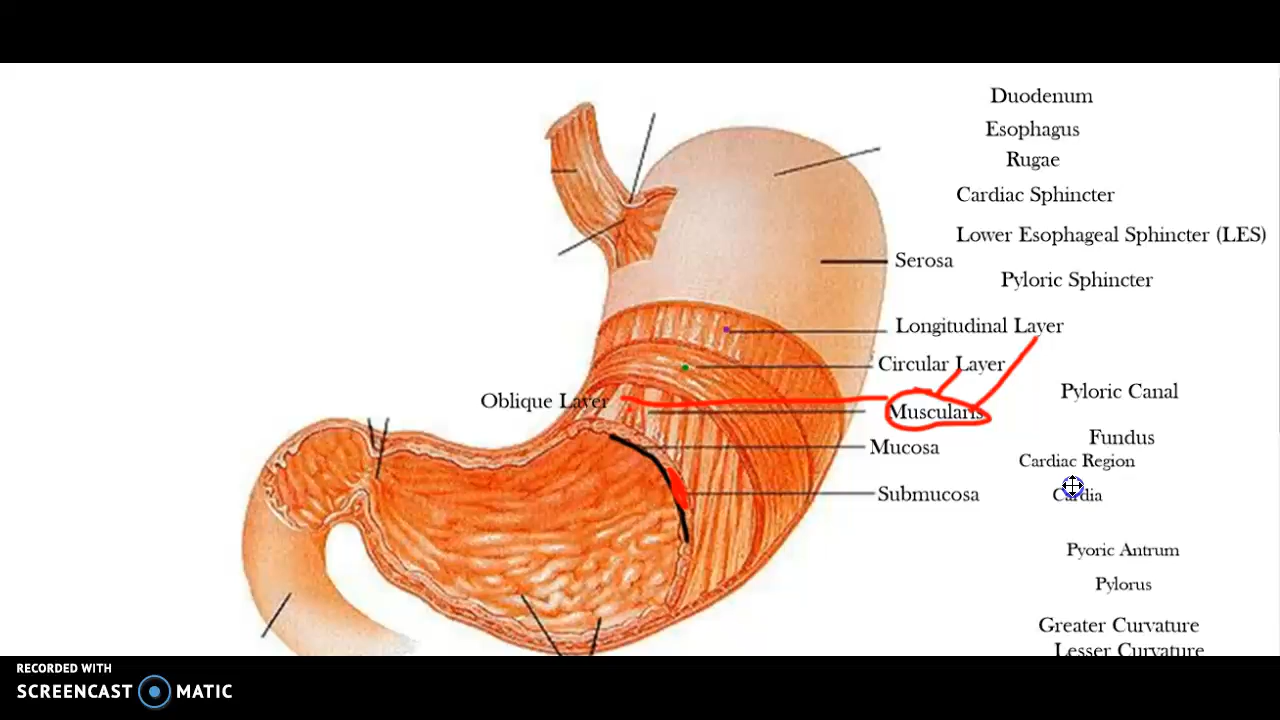 Duodenum
Esophagus
Rugae
Cardiac Sphincter
Lower Esophageal Sphincter (LES)
Serosa
Pyloric Sphincter
Longitudinal Layer
Circular Layer
Pyloric Canal
Oblique Layer
Muscularis
Fundus
Mucosa
Cardiac Region
Submucosa
Cardia
Pyoric Antrum
Pylorus
Greater Curvature
Lesser Curvature
RECORDED WITH
SCREENCAST MATIC